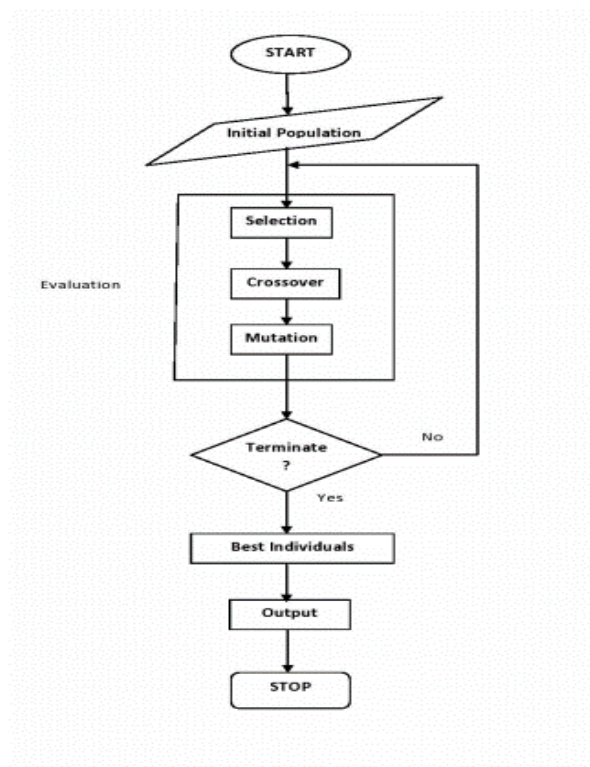 START
Initial Population
Selection
Evaluation
Crossover
Mutation
Terminate
?
No
Yes
Best Individuals
Output
STOP